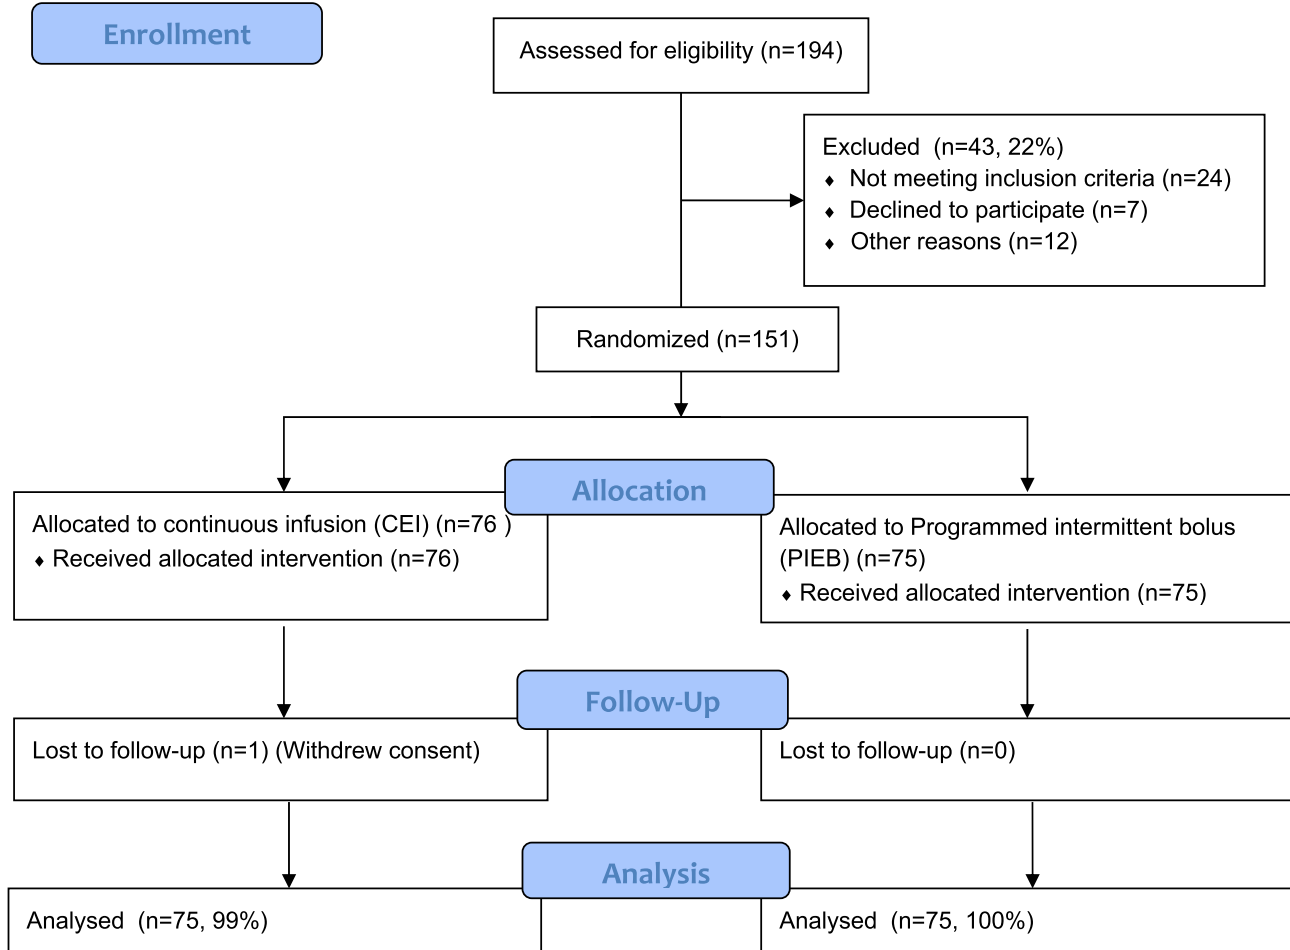 Enrollment
Assessed for eligibility (n=194)
Excluded  (n=43, 22%)
♦ Not meeting inclusion criteria (n=24)
♦ Declined to participate (n=7)
♦ Other reasons (n=12)
Randomized (n=151)
Allocation
Allocated to continuous infusion (CEI) (n=76 )
♦ Received allocated intervention (n=76)
Allocated to Programmed intermittent bolus
(PIEB) (n=75)
♦ Received allocated intervention (n=75)
Follow-Up
Lost to follow-up (n=1) (Withdrew consent)
Lost to follow-up (n=0)
Analysis
Analysed  (n=75, 99%)
Analysed  (n=75, 100%)